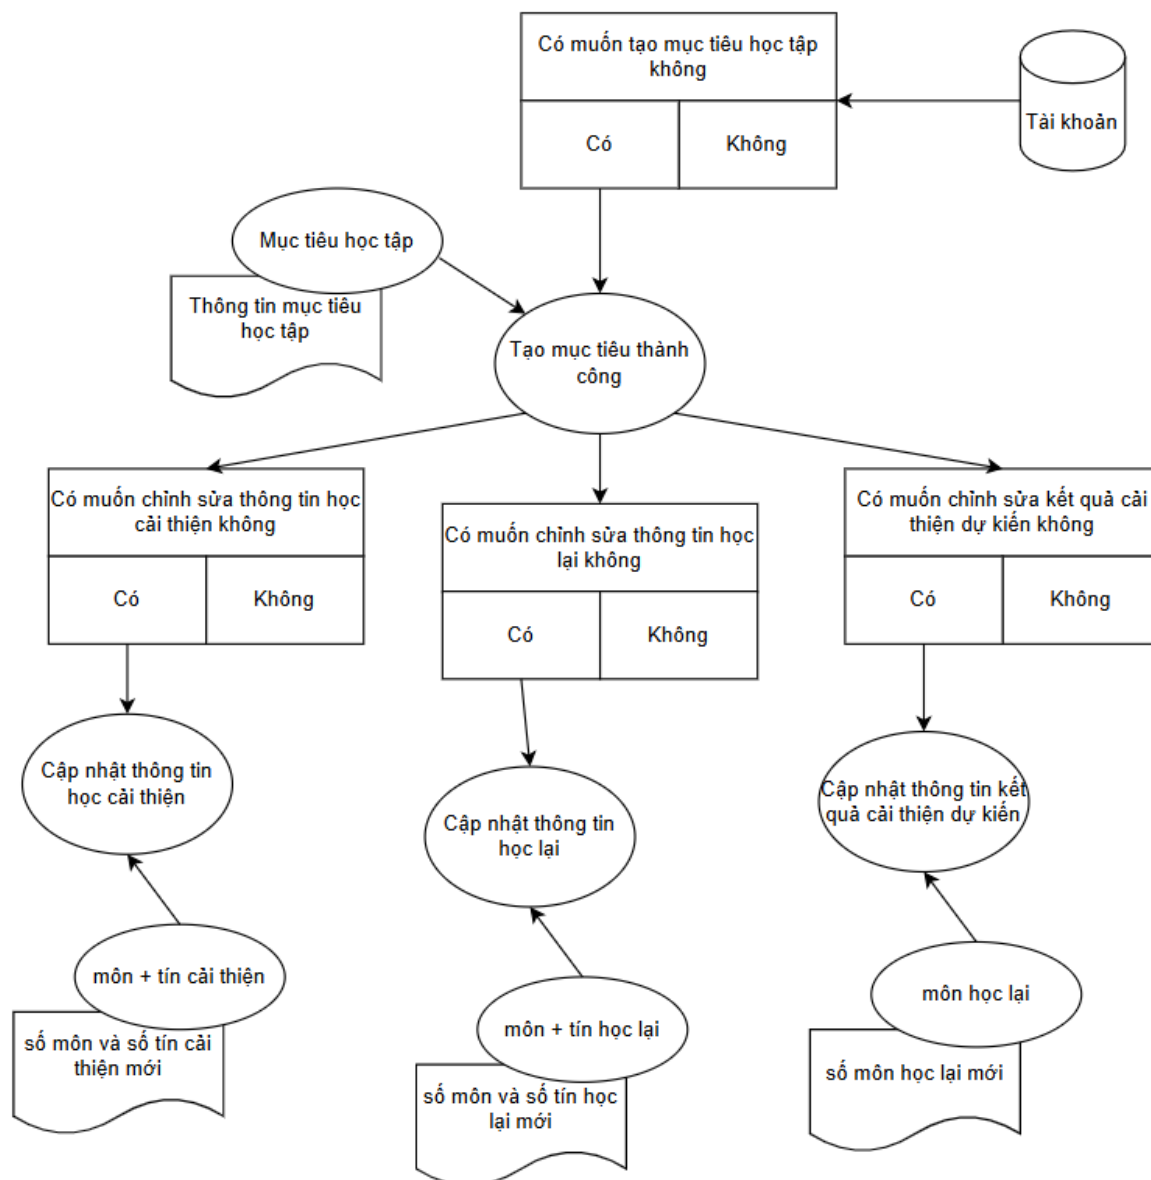 Có muốn tạo mục tiêu học tập
không
Tài khoản
Có
Không
Mục tiêu học tập
Thông tin mục tiêu
học tập
Tạo mục tiêu thành
công
Có muốn chỉnh sửa thông tin học
cải thiện không
Có
Không
Có muốn chỉnh sửa thông tin học
lại không
Có
Không
Có muốn chỉnh sửa kết quả cải
thiện dự kiến không
Có
Không
Cập nhật thông tin
học cải thiện
Cập nhật thông tin
học lại
Cập nhật thông tin kết
quả cải thiện dự kiến
môn + tín cải thiện
số môn và số tín cải
thiện mới
môn + tín học lại
số môn và số tín học
lại mới
môn học lại
số môn học lại mới